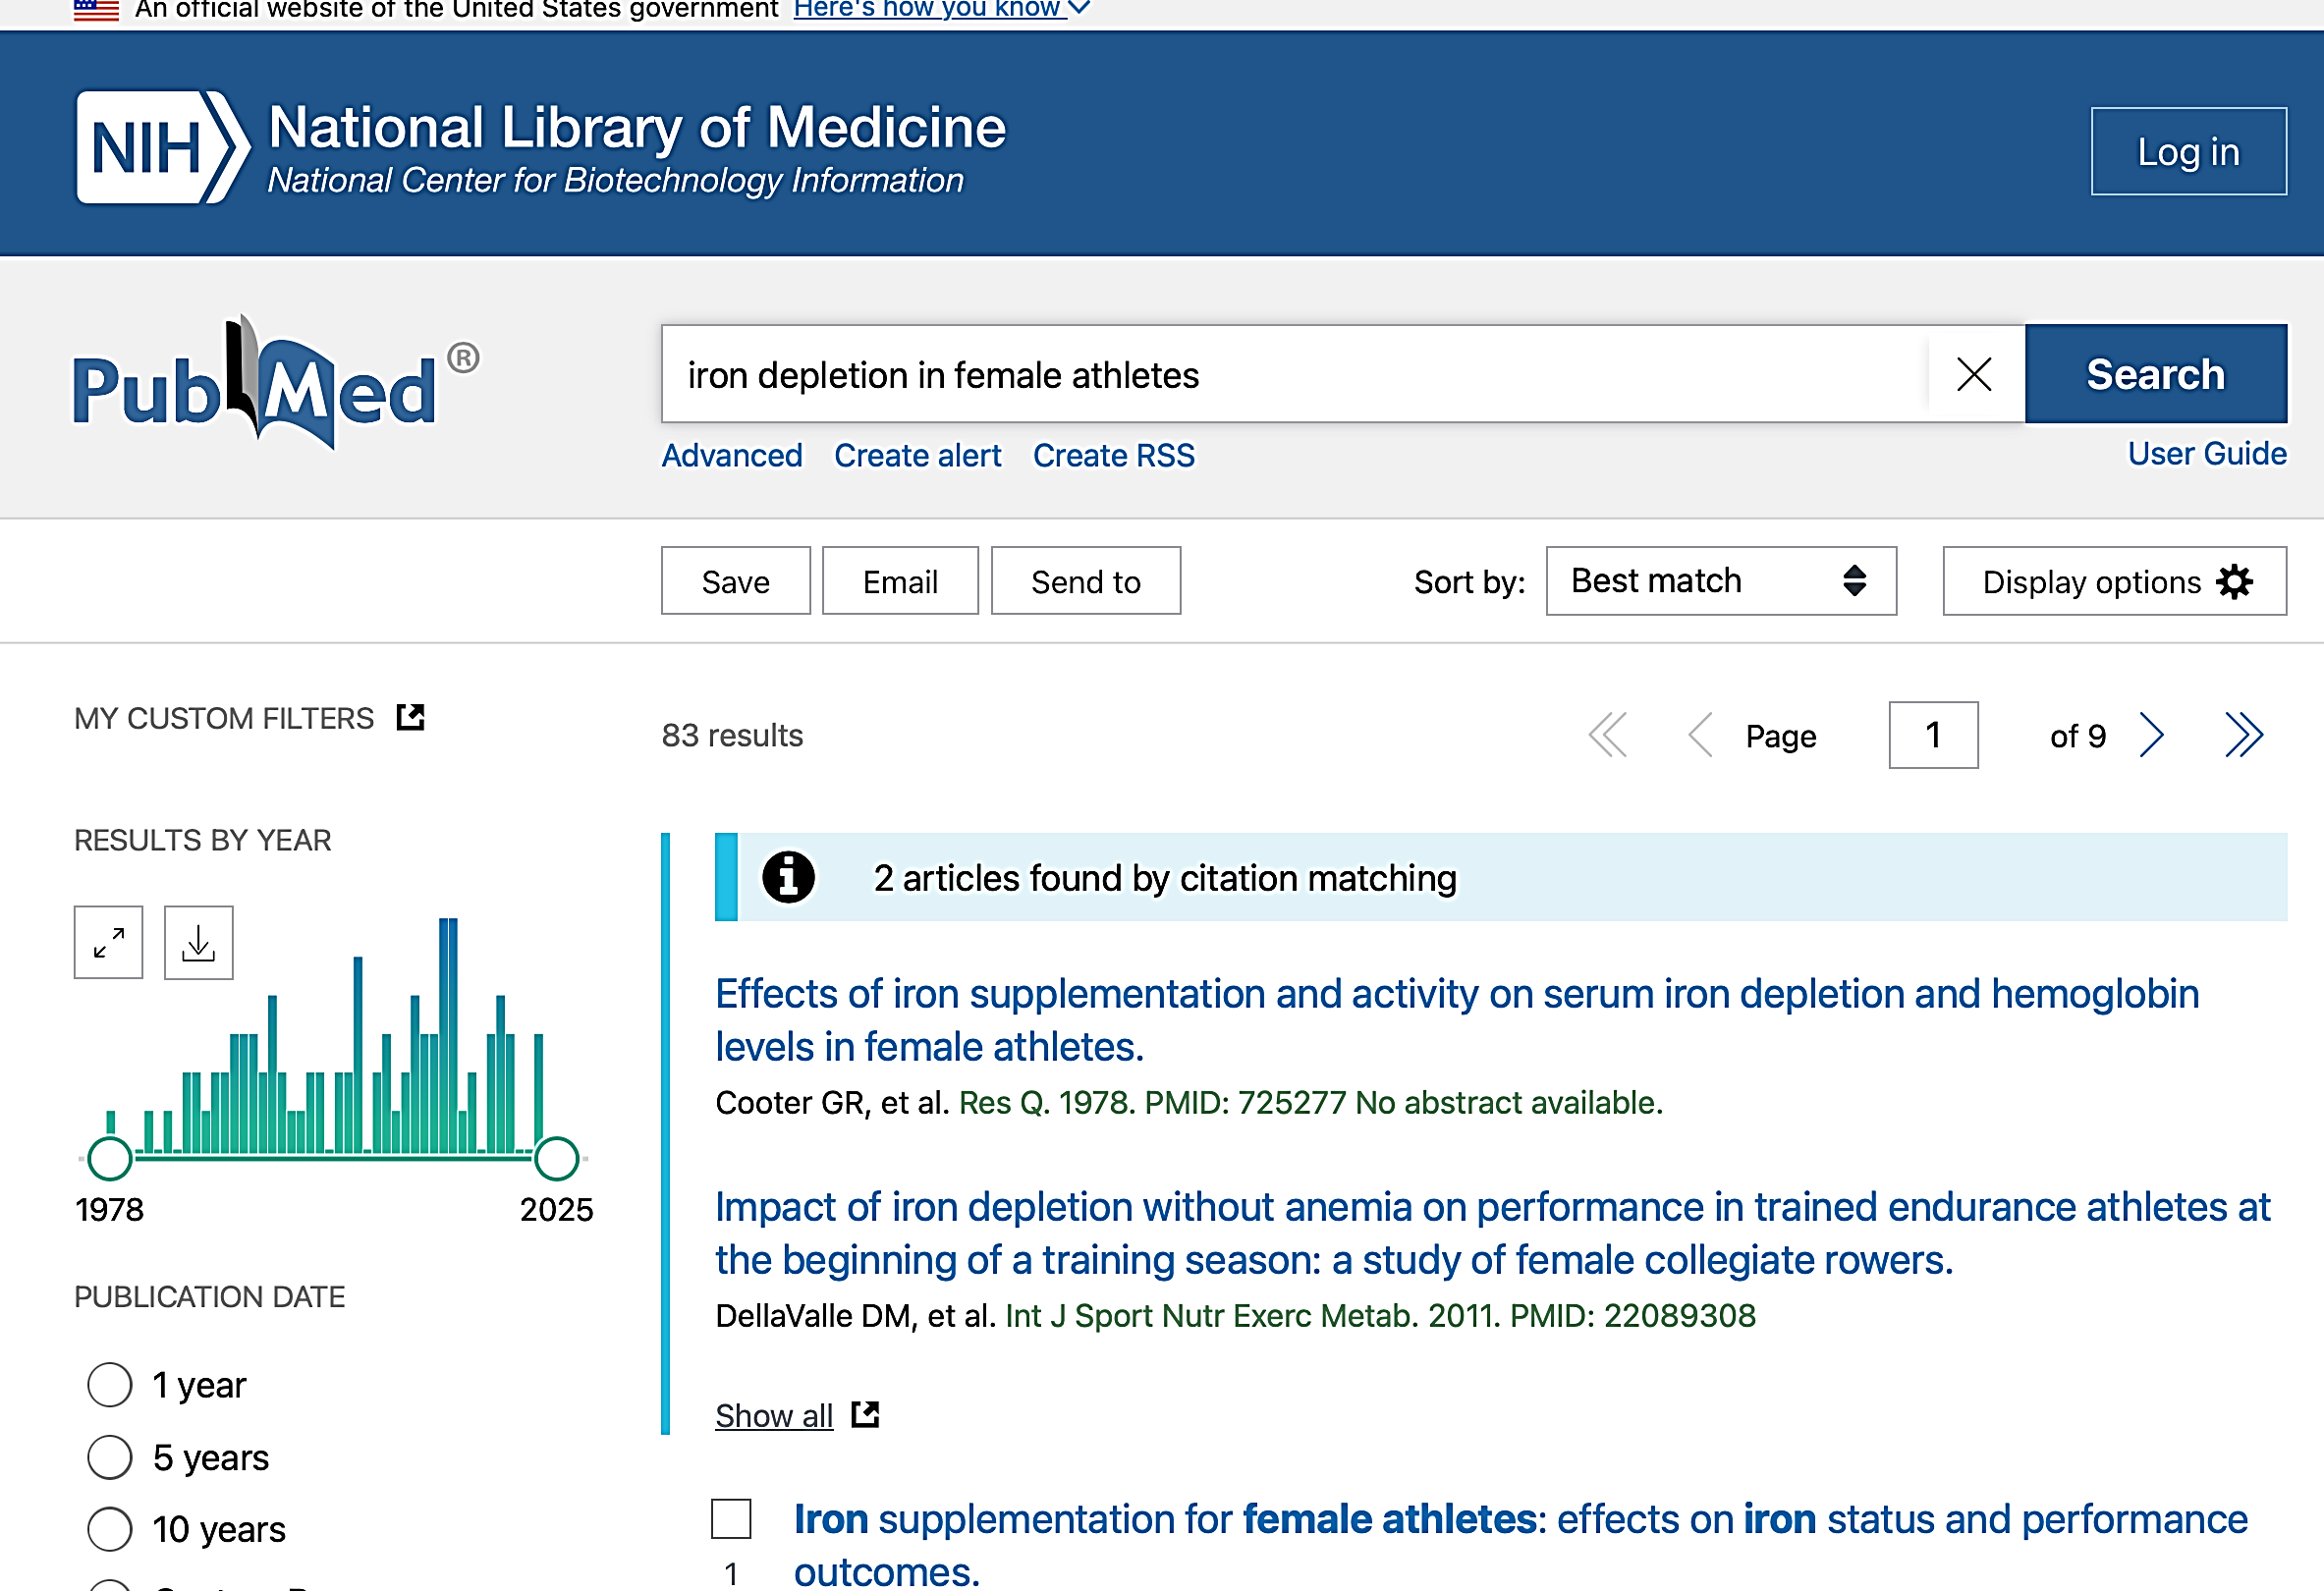 An official website of the United States government Here's how you know
NIH National Library of Medicine
National Center for Biotechnology Information
Log in
PubMed®
iron depletion in female athletes
Search
Advanced Create alert Create RSS
User Guide
Save Email Send to
Sort by: Best match
Display options
MY CUSTOM FILTERS
83 results
Page 1 of 9
RESULTS BY YEAR
1978 2025
PUBLICATION DATE
1 year
5 years
10 years
2 articles found by citation matching
Effects of iron supplementation and activity on serum iron depletion and hemoglobin
levels in female athletes.
Cooter GR, et al. Res Q. 1978. PMID: 725277 No abstract available.
Impact of iron depletion without anemia on performance in trained endurance athletes at
the beginning of a training season: a study of female collegiate rowers.
DellaValle DM, et al. Int J Sport Nutr Exerc Metab. 2011. PMID: 22089308
Show all
Iron supplementation for female athletes: effects on iron status and performance
1 outcomes.